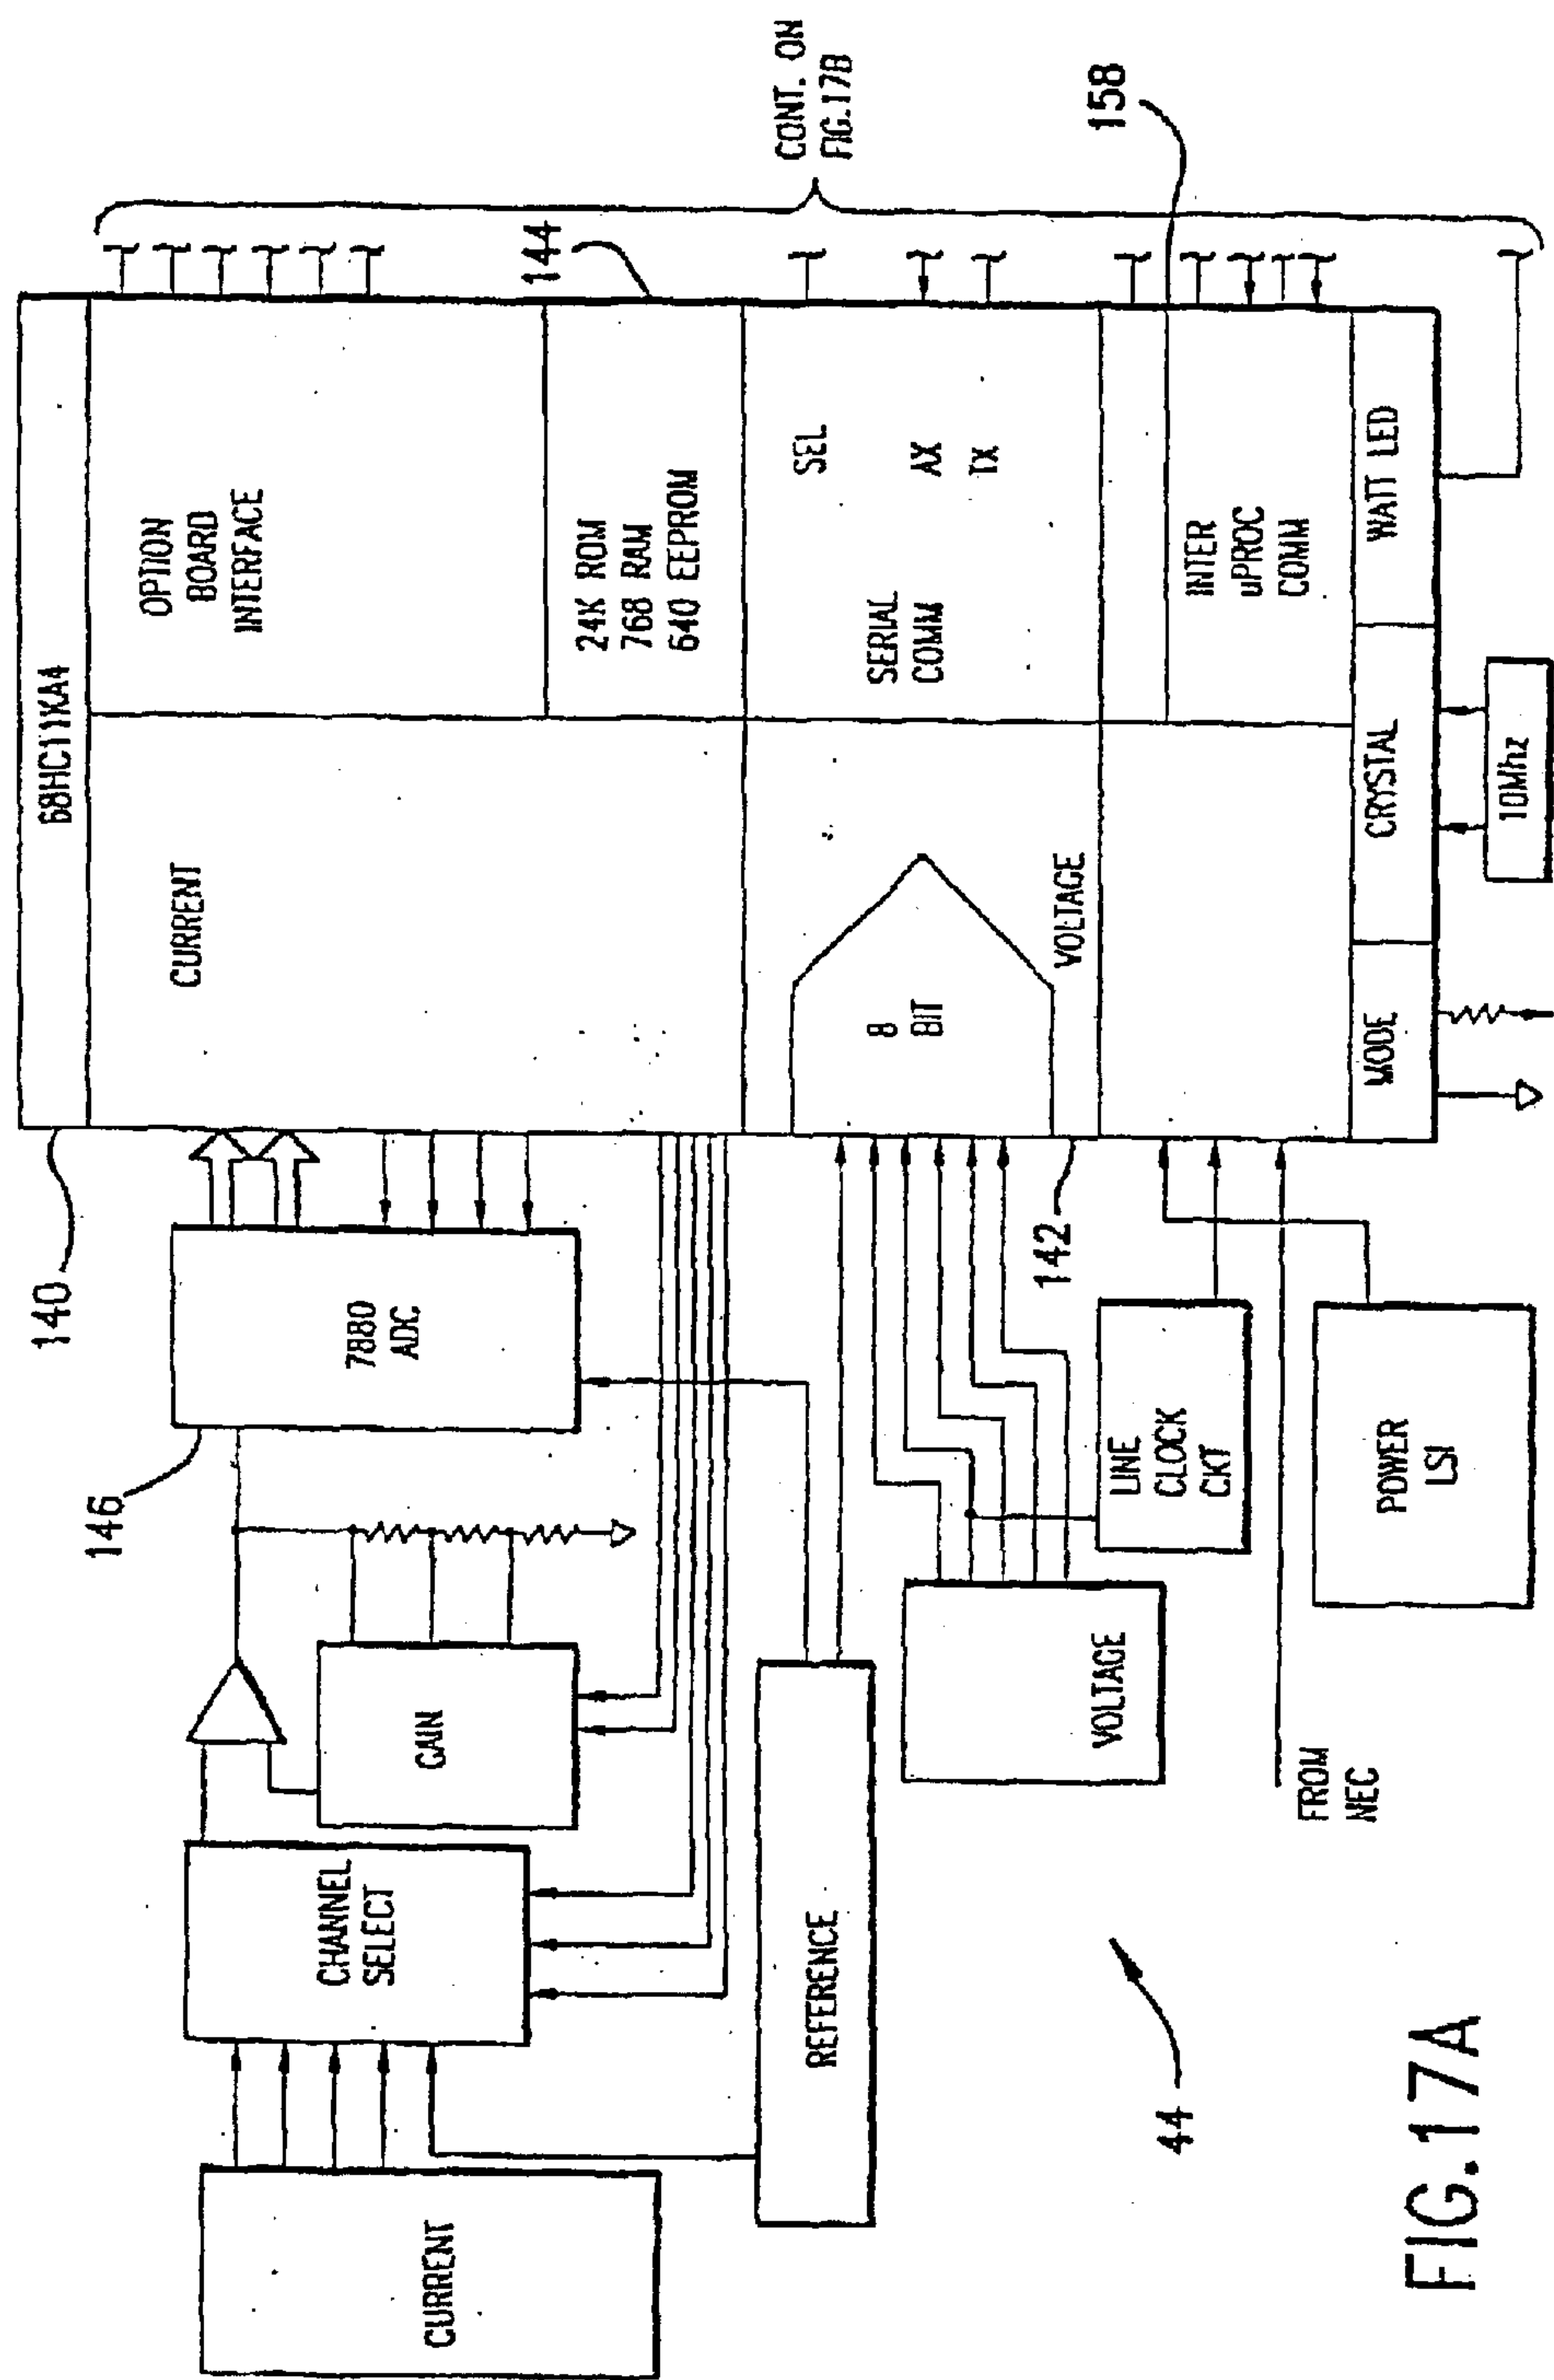 140
68HC11KA4
CURRENT
OPTION
BOARD
INTERFACE
24K ROM
768 RAM
640 EEPROM
144
CONT. ON
FIG.17B
CURRENT
CHANNEL
SELECT
GAIN
146
7880
ADC
REFERENCE
8
BIT
VOLTAGE
SERIAL
COMM
SEL
AX
TX
142
158
VOLTAGE
LINE
CLOCK
CKT
INTER
uPROC
COMM
FROM
NEC
POWER
LSI
MODE
CRYSTAL
WATT LED
10Mhz
44
FIG.17A